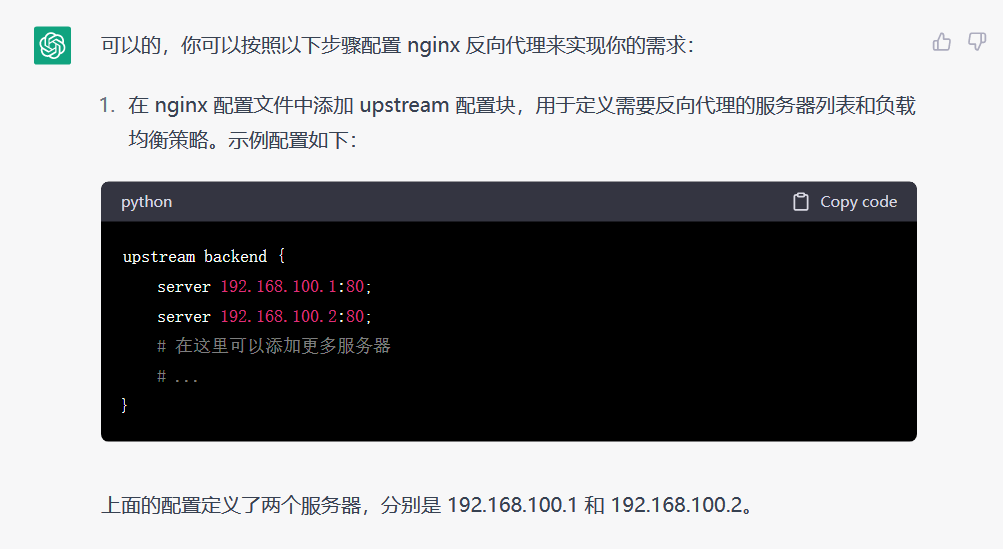 可以的，你可以按照以下步骤配置 nginx 反向代理来实现你的需求：
1. 在 nginx 配置文件中添加 upstream 配置块，用于定义需要反向代理的服务器列表和负载
均衡策略。示例配置如下：
python Copy code
upstream backend {
    server 192.168.100.1:80;
    server 192.168.100.2:80;
    # 在这里可以添加更多服务器
    # ...
}
上面的配置定义了两个服务器，分别是 192.168.100.1 和 192.168.100.2。